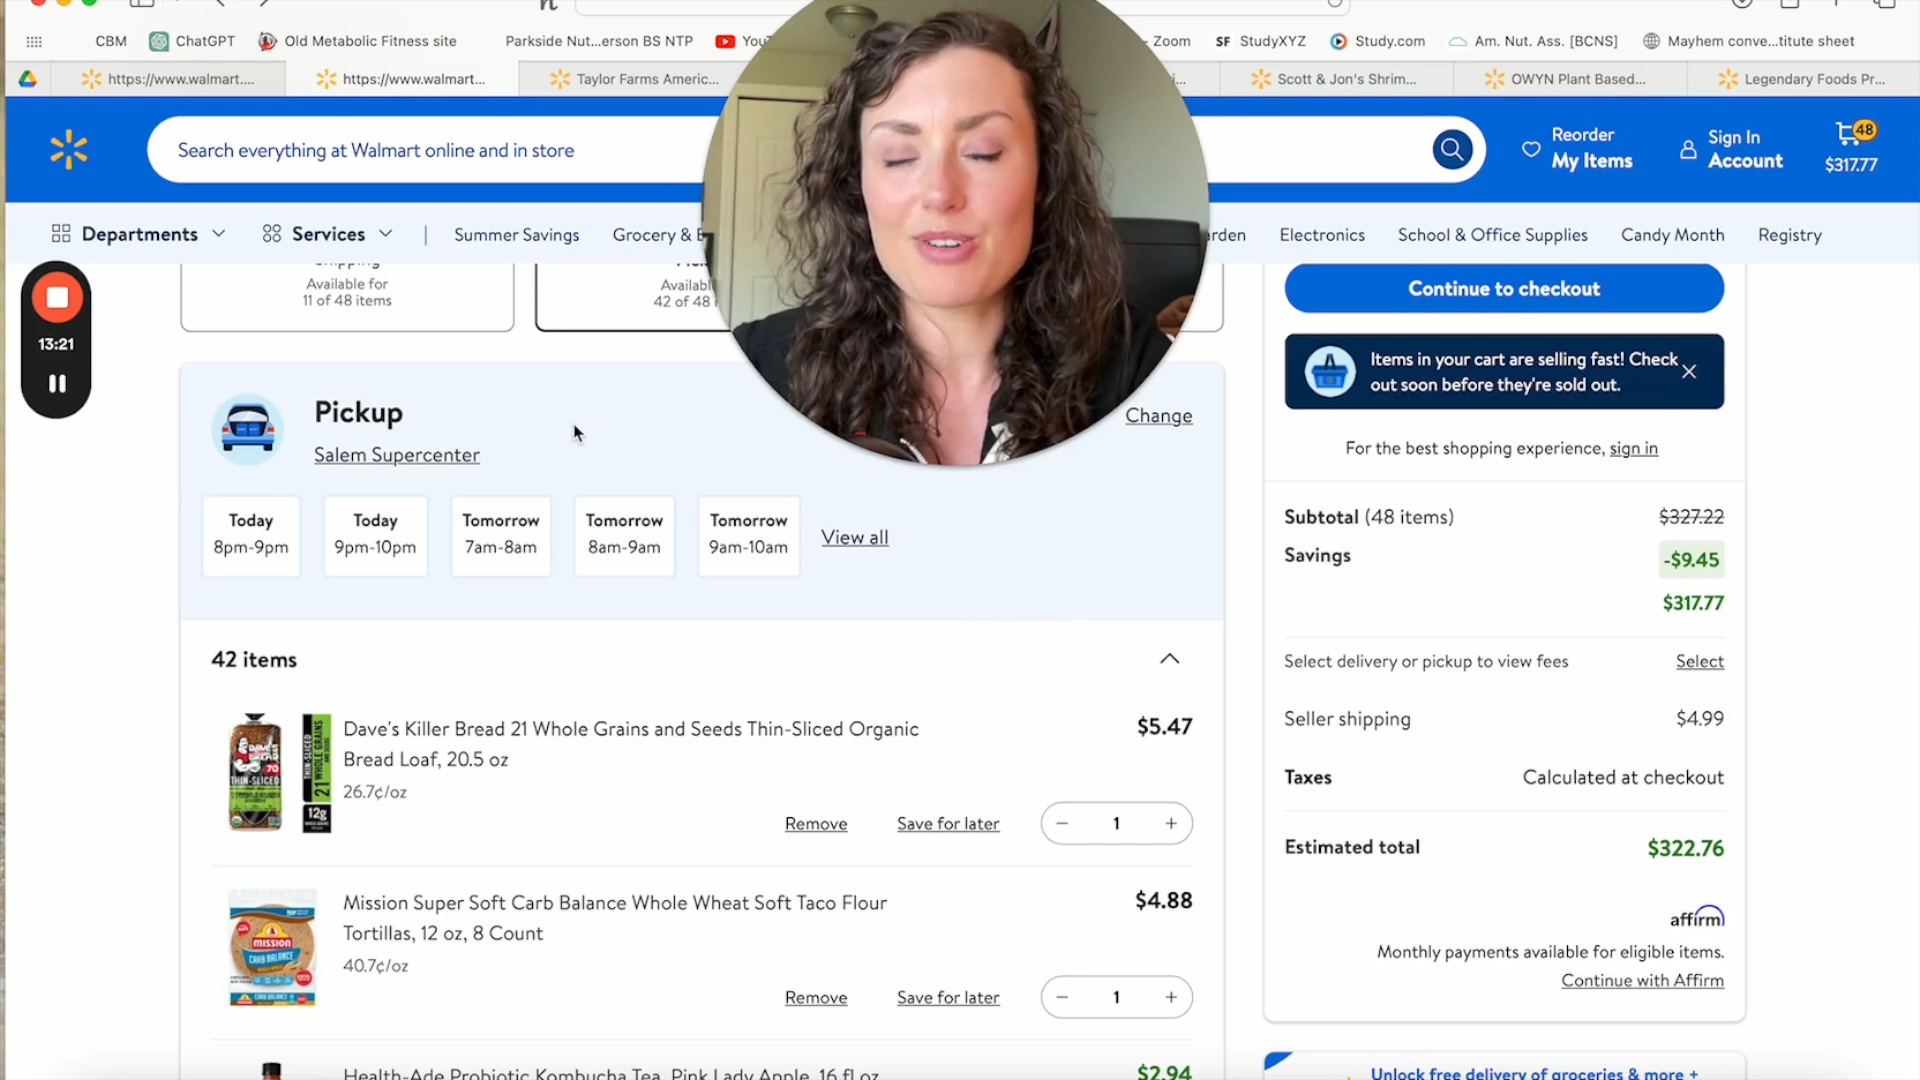 CBM
ChatGPT
Old Metabolic Fitness site
Parkside Nut...erson BS NTP
Zoom
SF StudyXYZ
Study.com
Am. Nut. Ass. [BCNS]
Mayhem conve...titute sheet
https://www.walmart....
https://www.walmart...
Taylor Farms Americ...
Scott & Jon's Shrim...
OWYN Plant Based...
Legendary Foods Pr...
Search everything at Walmart online and in store
Reorder
My Items
Sign In
Account
48
$317.77
Departments
Services
Summer Savings
Grocery &
Electronics
School & Office Supplies
Candy Month
Registry
13:21
Available for
11 of 48 items
42 of 48
Continue to checkout
Items in your cart are selling fast! Check
out soon before they're sold out.
For the best shopping experience, sign in
Pickup
Salem Supercenter
Change
Today
8pm-9pm
Today
9pm-10pm
Tomorrow
7am-8am
Tomorrow
8am-9am
Tomorrow
9am-10am
View all
Subtotal (48 items)
$327.22
Savings
-$9.45
$317.77
Select delivery or pickup to view fees
Select
Seller shipping
$4.99
Taxes
Calculated at checkout
Estimated total
$322.76
affirm
Monthly payments available for eligible items.
Continue with Affirm
Unlock free delivery of groceries & more +
42 items
Dave's Killer Bread 21 Whole Grains and Seeds Thin-Sliced Organic
Bread Loaf, 20.5 oz
26.7¢/oz
$5.47
THIN-SLICED
21 WHOLE GRAINS
12g
70
Remove
Save for later
1
Mission Super Soft Carb Balance Whole Wheat Soft Taco Flour
Tortillas, 12 oz, 8 Count
40.7¢/oz
$4.88
MISSION
CARB BALANCE
Remove
Save for later
1
Health-Ade Probiotic Kombucha Tea, Pink Lady Apple, 16 fl oz
$2.94